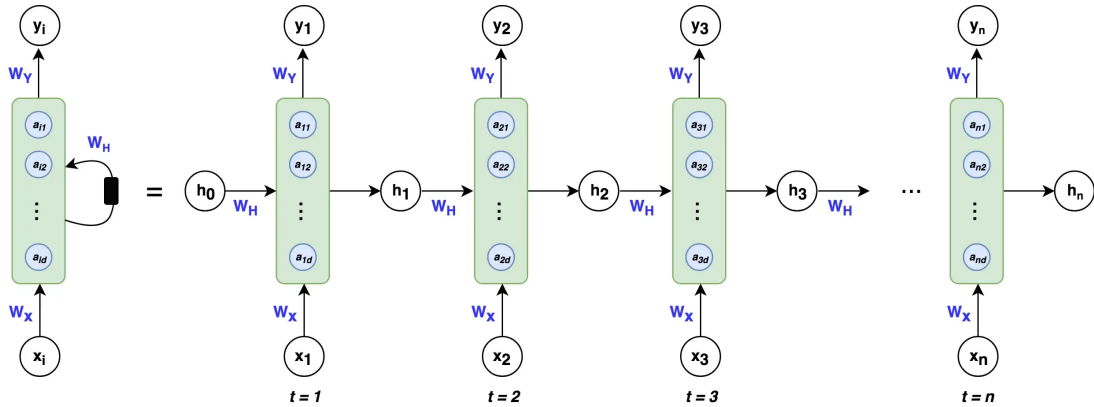 yi y1 y2 y3 yn
WY WY WY WY WY
ai1 a11 a21 a31 an1
WH
ai2 a12 a22 a32 an2
= h0 h1 h2 h3 ... hn
WH WH WH WH
⋮ ⋮ ⋮ ⋮ ⋮
aid a1d a2d a3d and
WX WX WX WX WX
xi x1 x2 x3 xn
t = 1 t = 2 t = 3 t = n